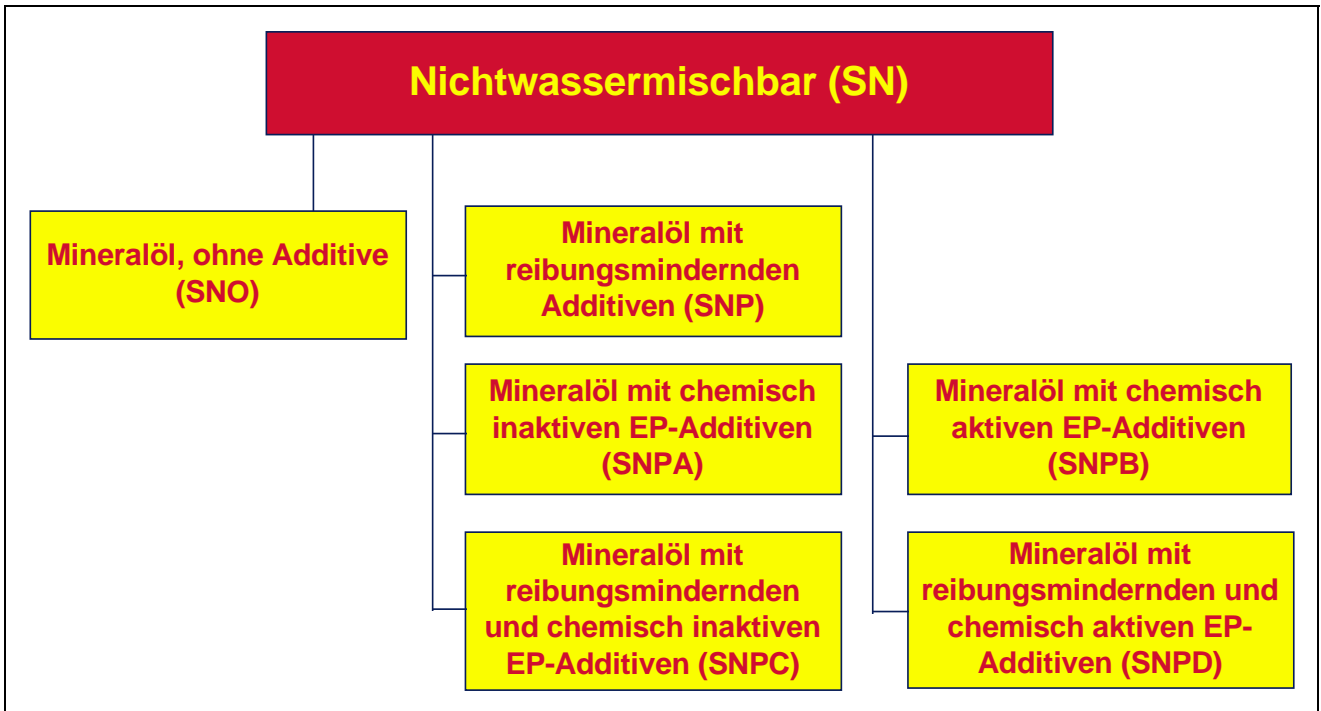 Nichtwassermischbar (SN)
Mineralöl, ohne Additive
(SNO)
Mineralöl mit
reibungsmindernden
Additiven (SNP)
Mineralöl mit chemisch
inaktiven EP-Additiven
(SNPA)
Mineralöl mit chemisch
aktiven EP-Additiven
(SNPB)
Mineralöl mit
reibungsmindernden
und chemisch inaktiven
EP-Additiven (SNPC)
Mineralöl mit
reibungsmindernden und
chemisch aktiven EP-
Additiven (SNPD)